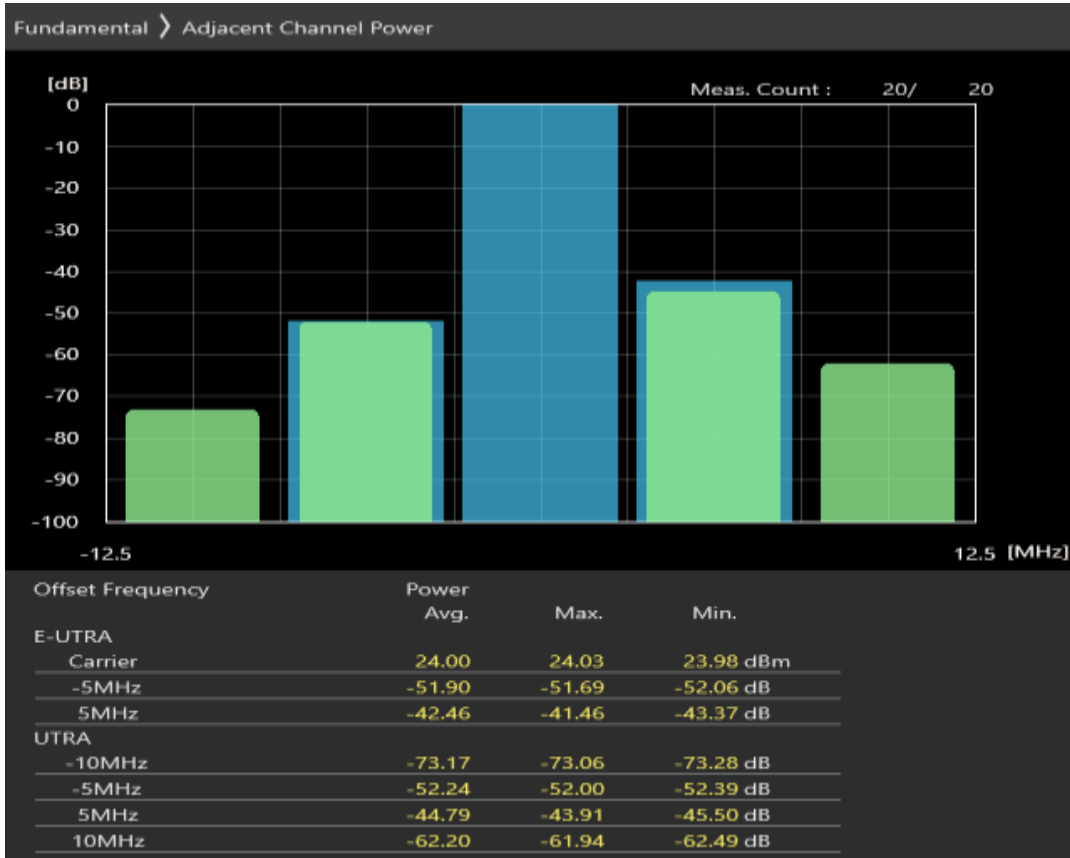 Fundamental 〉 Adjacent Channel Power
[dB]
Meas. Count : 20/ 20
0
-10
-20
-30
-40
-50
-60
-70
-80
-90
-100
-12.5 12.5 [MHz]
Offset Frequency Power
Avg. Max. Min.
E-UTRA
Carrier 24.00 24.03 23.98 dBm
-5MHz -51.90 -51.69 -52.06 dB
5MHz -42.46 -41.46 -43.37 dB
UTRA
-10MHz -73.17 -73.06 -73.28 dB
-5MHz -52.24 -52.00 -52.39 dB
5MHz -44.79 -43.91 -45.50 dB
10MHz -62.20 -61.94 -62.49 dB